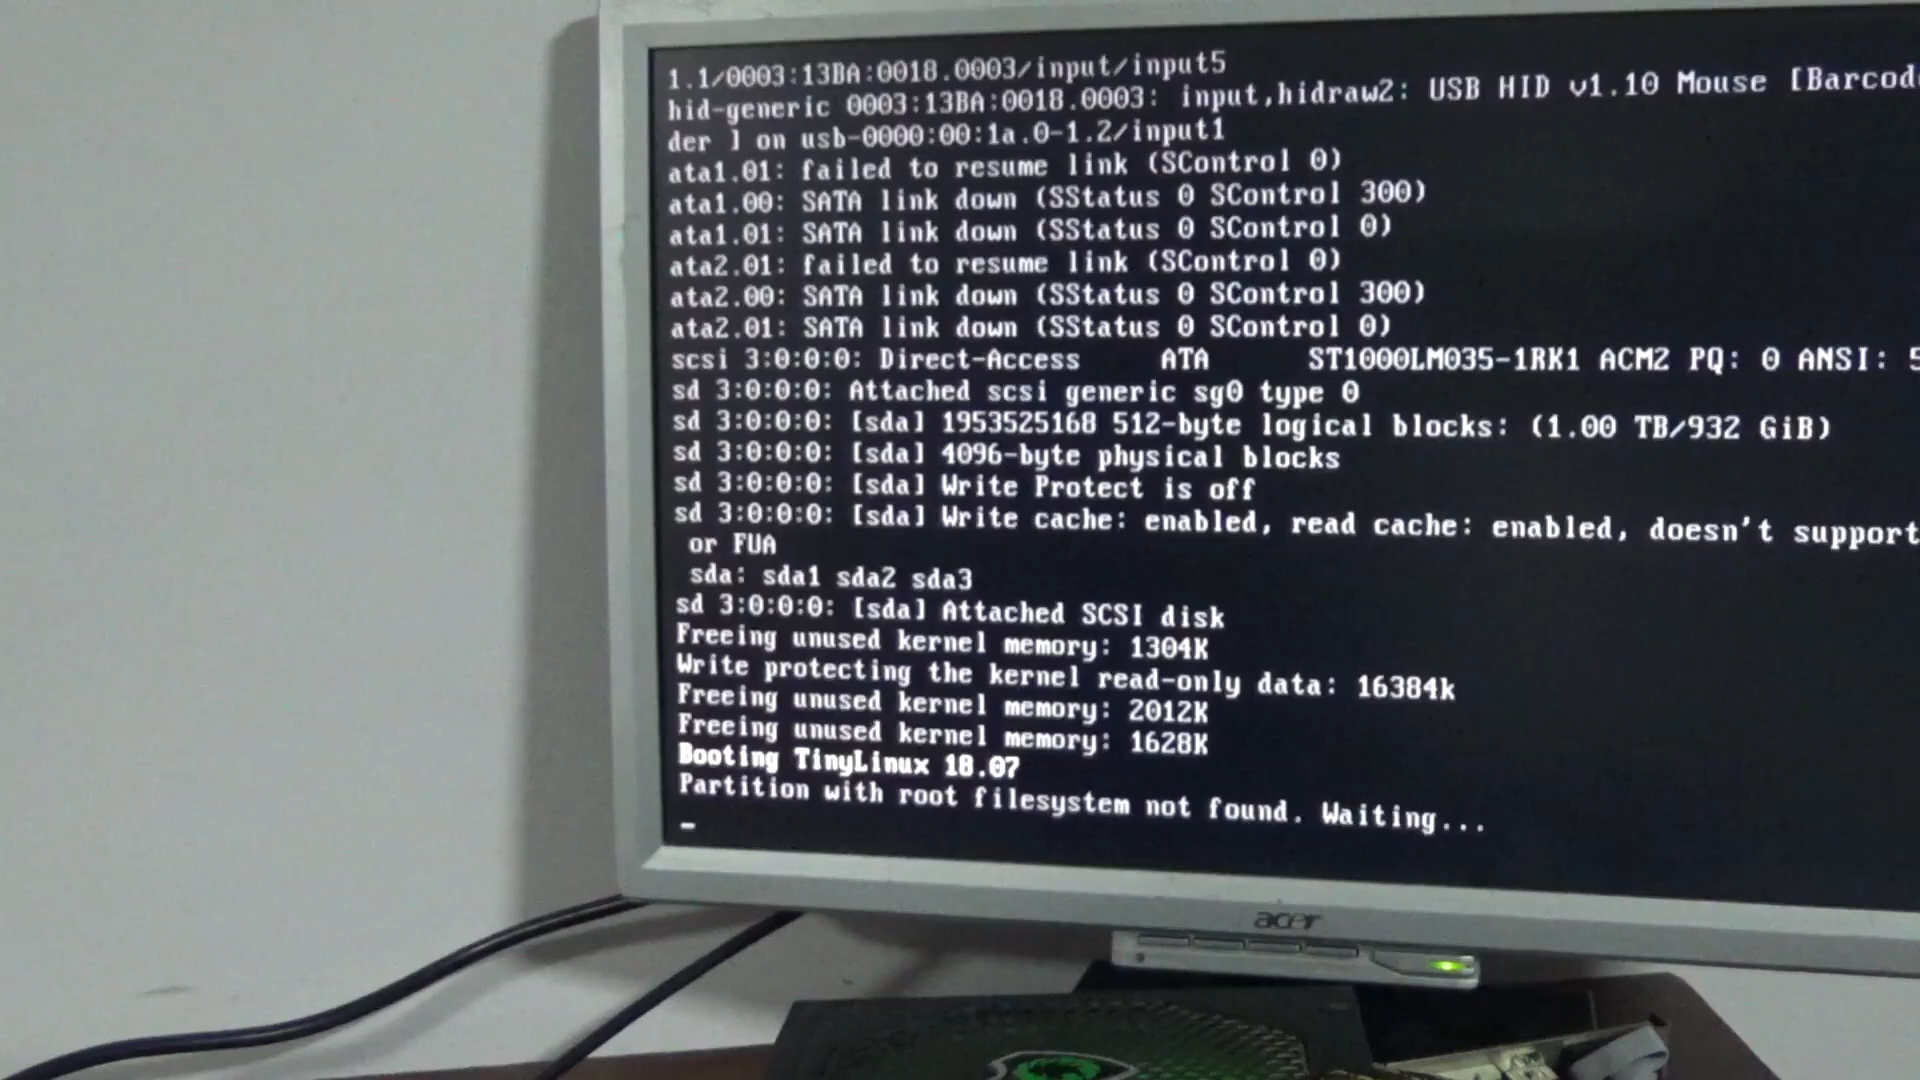 1.1/0003:13BA:0018.0003/input/input5
hid-generic 0003:13BA:0018.0003: input,hidraw2: USB HID v1.10 Mouse [Barcod
der ] on usb-0000:00:1a.0-1.2/input1
ata1.01: failed to resume link (SControl 0)
ata1.00: SATA link down (SStatus 0 SControl 300)
ata1.01: SATA link down (SStatus 0 SControl 0)
ata2.01: failed to resume link (SControl 0)
ata2.00: SATA link down (SStatus 0 SControl 300)
ata2.01: SATA link down (SStatus 0 SControl 0)
scsi 3:0:0:0: Direct-Access ATA ST1000LM035-1RK1 ACM2 PQ: 0 ANSI: 5
sd 3:0:0:0: Attached scsi generic sg0 type 0
sd 3:0:0:0: [sda] 1953525168 512-byte logical blocks: (1.00 TB/932 GiB)
sd 3:0:0:0: [sda] 4096-byte physical blocks
sd 3:0:0:0: [sda] Write Protect is off
sd 3:0:0:0: [sda] Write cache: enabled, read cache: enabled, doesn't support
or FUA
sda: sda1 sda2 sda3
sd 3:0:0:0: [sda] Attached SCSI disk
Freeing unused kernel memory: 1304K
Write protecting the kernel read-only data: 16384k
Freeing unused kernel memory: 2012K
Freeing unused kernel memory: 1628K
Booting TinyLinux 18.07
Partition with root filesystem not found. Waiting...
acer